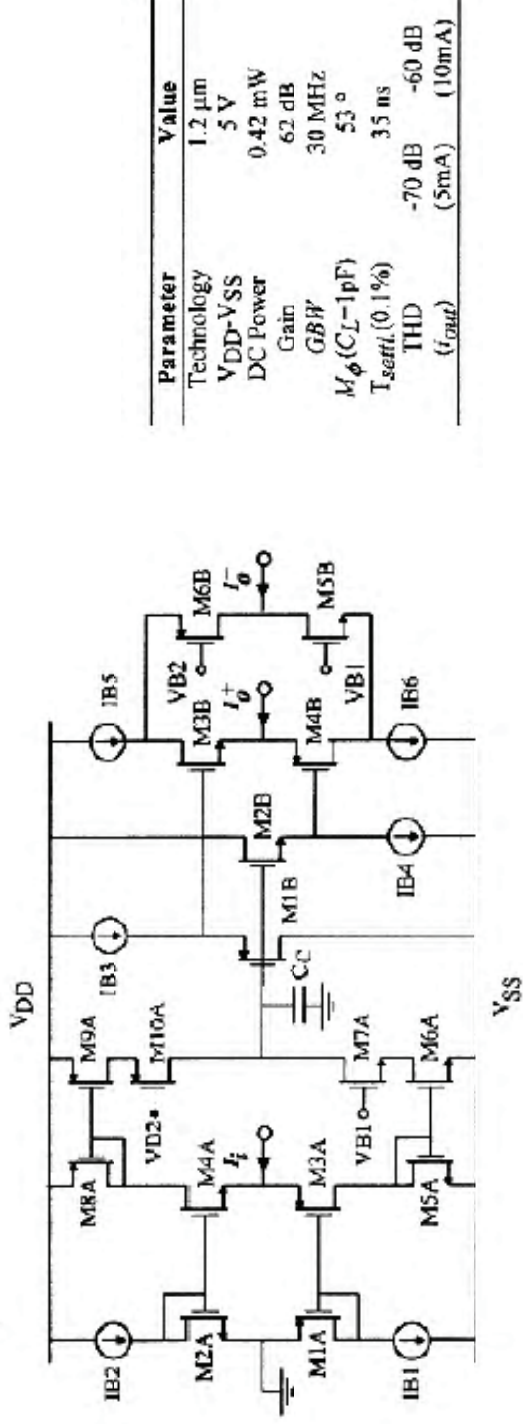 VDD
IB2
M2A
M1A
IB1
M8A
M9A
VD2
M10A
M4A
Ii
M3A
M5A
VB1
M7A
M6A
CC
IB3
M1B
M2B
IB4
IB5
M3B
Io+
M4B
IB6
VB2
M6B
Io-
M5B
VB1
VSS
Parameter Value
Technology 1.2 µm
VDD-VSS 5 V
DC Power 0.42 mW
Gain 62 dB
GBW 30 MHz
Mϕ(CL=1pF) 53 °
Tsettl.(0.1%) 35 ns
THD -70 dB -60 dB
(iout) (5mA) (10mA)